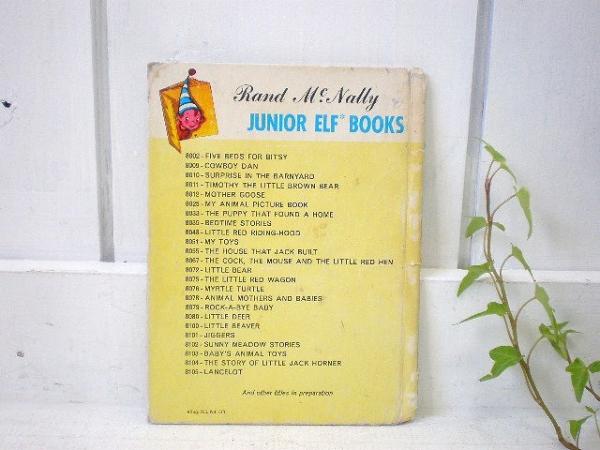 Rand McNally
JUNIOR ELF* BOOKS
8002 - FIVE BEDS FOR BITSY
8009 - COWBOY DAN
8010 - SURPRISE IN THE BARNYARD
8011 - TIMOTHY THE LITTLE BROWN BEAR
8012 - MOTHER GOOSE
8025 - MY ANIMAL PICTURE BOOK
8033 - THE PUPPY THAT FOUND A HOME
8035 - BEDTIME STORIES
8048 - LITTLE RED RIDING-HOOD
8051 - MY TOYS
8055 - THE HOUSE THAT JACK BUILT
8067 - THE COCK, THE MOUSE AND THE LITTLE RED HEN
8072 - LITTLE BEAR
8075 - THE LITTLE RED WAGON
8076 - MYRTLE TURTLE
8078 - ANIMAL MOTHERS AND BABIES
8079 - ROCK-A-BYE BABY
8080 - LITTLE DEER
8100 - LITTLE BEAVER
8101 - JIGGERS
8102 - SUNNY MEADOW STORIES
8103 - BABY'S ANIMAL TOYS
8104 - THE STORY OF LITTLE JACK HORNER
8105 - LANCELOT
And other titles in preparation